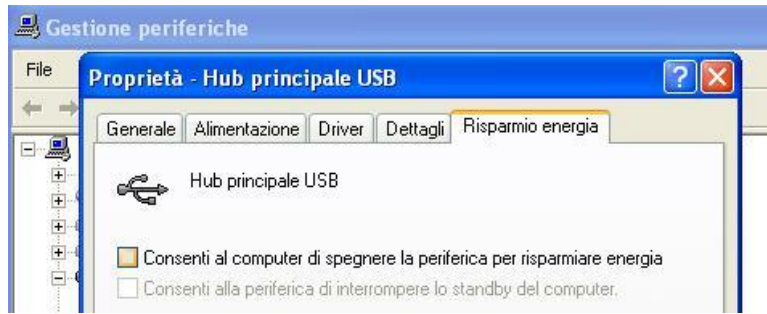 Gestione periferiche
File
Proprietà - Hub principale USB
Generale Alimentazione Driver Dettagli Risparmio energia
Hub principale USB
Consenti al computer di spegnere la periferica per risparmiare energia
Consenti alla periferica di interrompere lo standby del computer.